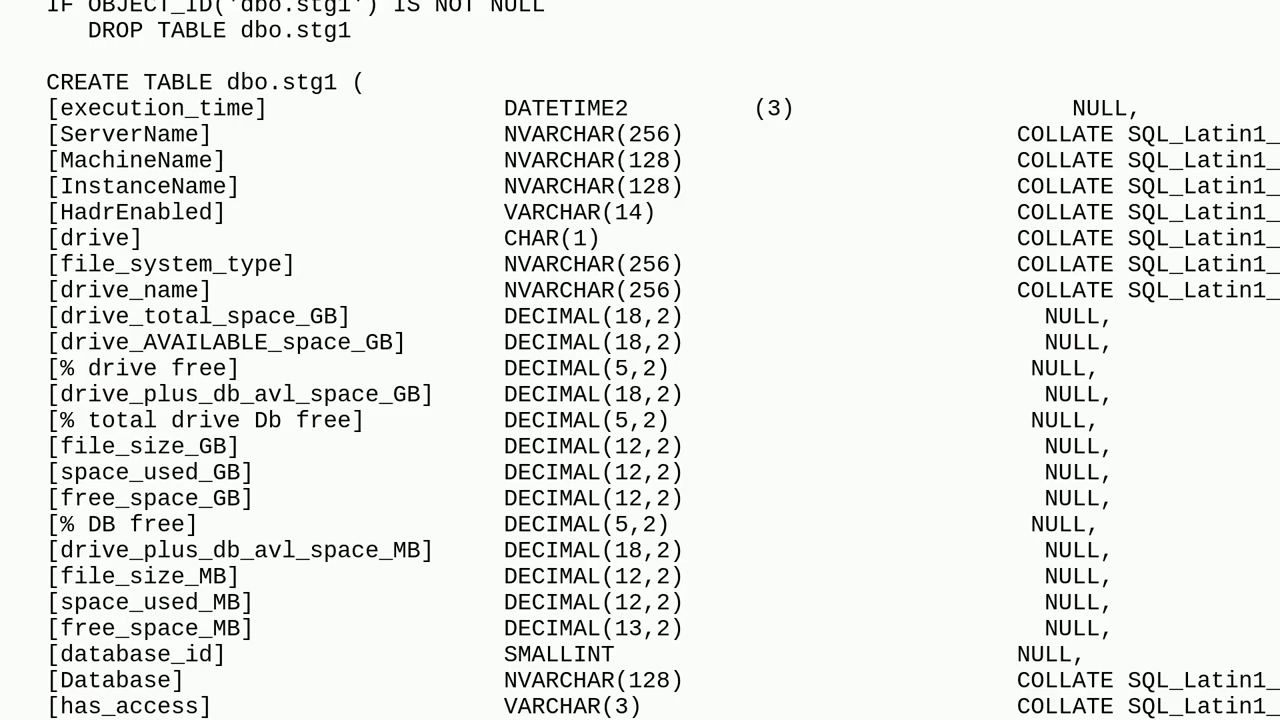 IF OBJECT_ID('dbo.stg1') IS NOT NULL
DROP TABLE dbo.stg1
CREATE TABLE dbo.stg1 (
[execution_time] DATETIME2 (3) NULL,
[ServerName] NVARCHAR(256) COLLATE SQL_Latin1_
[MachineName] NVARCHAR(128) COLLATE SQL_Latin1_
[InstanceName] NVARCHAR(128) COLLATE SQL_Latin1_
[HadrEnabled] VARCHAR(14) COLLATE SQL_Latin1_
[drive] CHAR(1) COLLATE SQL_Latin1_
[file_system_type] NVARCHAR(256) COLLATE SQL_Latin1_
[drive_name] NVARCHAR(256) COLLATE SQL_Latin1_
[drive_total_space_GB] DECIMAL(18,2) NULL,
[drive_AVAILABLE_space_GB] DECIMAL(18,2) NULL,
[% drive free] DECIMAL(5,2) NULL,
[drive_plus_db_avl_space_GB] DECIMAL(18,2) NULL,
[% total drive Db free] DECIMAL(5,2) NULL,
[file_size_GB] DECIMAL(12,2) NULL,
[space_used_GB] DECIMAL(12,2) NULL,
[free_space_GB] DECIMAL(12,2) NULL,
[% DB free] DECIMAL(5,2) NULL,
[drive_plus_db_avl_space_MB] DECIMAL(18,2) NULL,
[file_size_MB] DECIMAL(12,2) NULL,
[space_used_MB] DECIMAL(12,2) NULL,
[free_space_MB] DECIMAL(13,2) NULL,
[database_id] SMALLINT NULL,
[Database] NVARCHAR(128) COLLATE SQL_Latin1_
[has_access] VARCHAR(3) COLLATE SQL_Latin1_